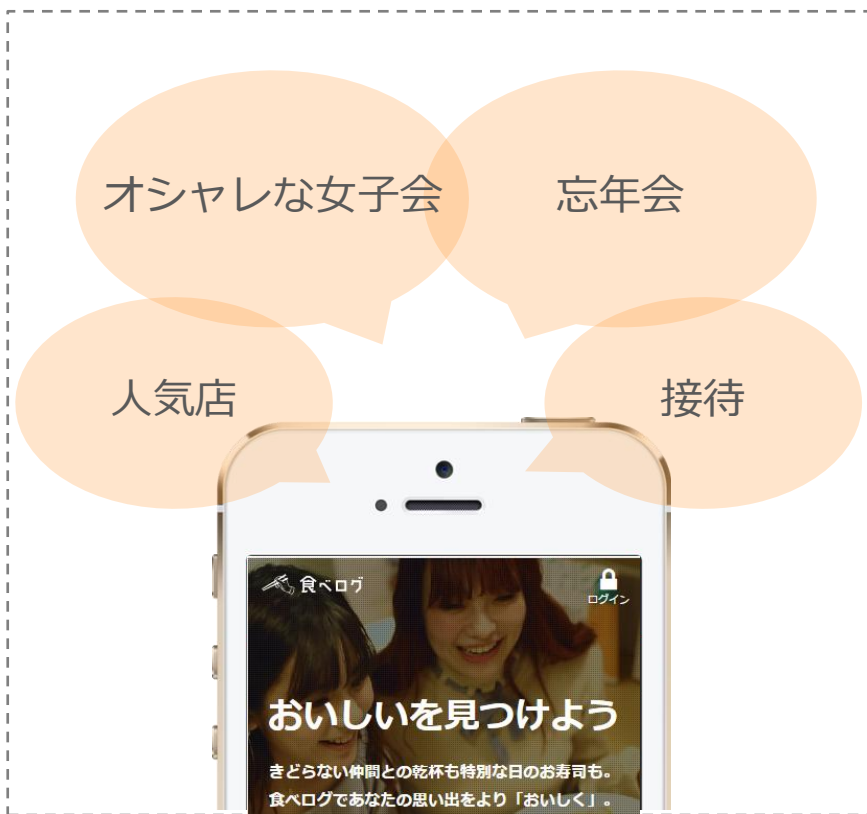 オシャレな女子会
忘年会
人気店
接待
食べログ
ログイン
おいしいを見つけよう
きどらない仲間との乾杯も特別な日のお寿司も。
食べログであなたの思い出をより「おいしく」。